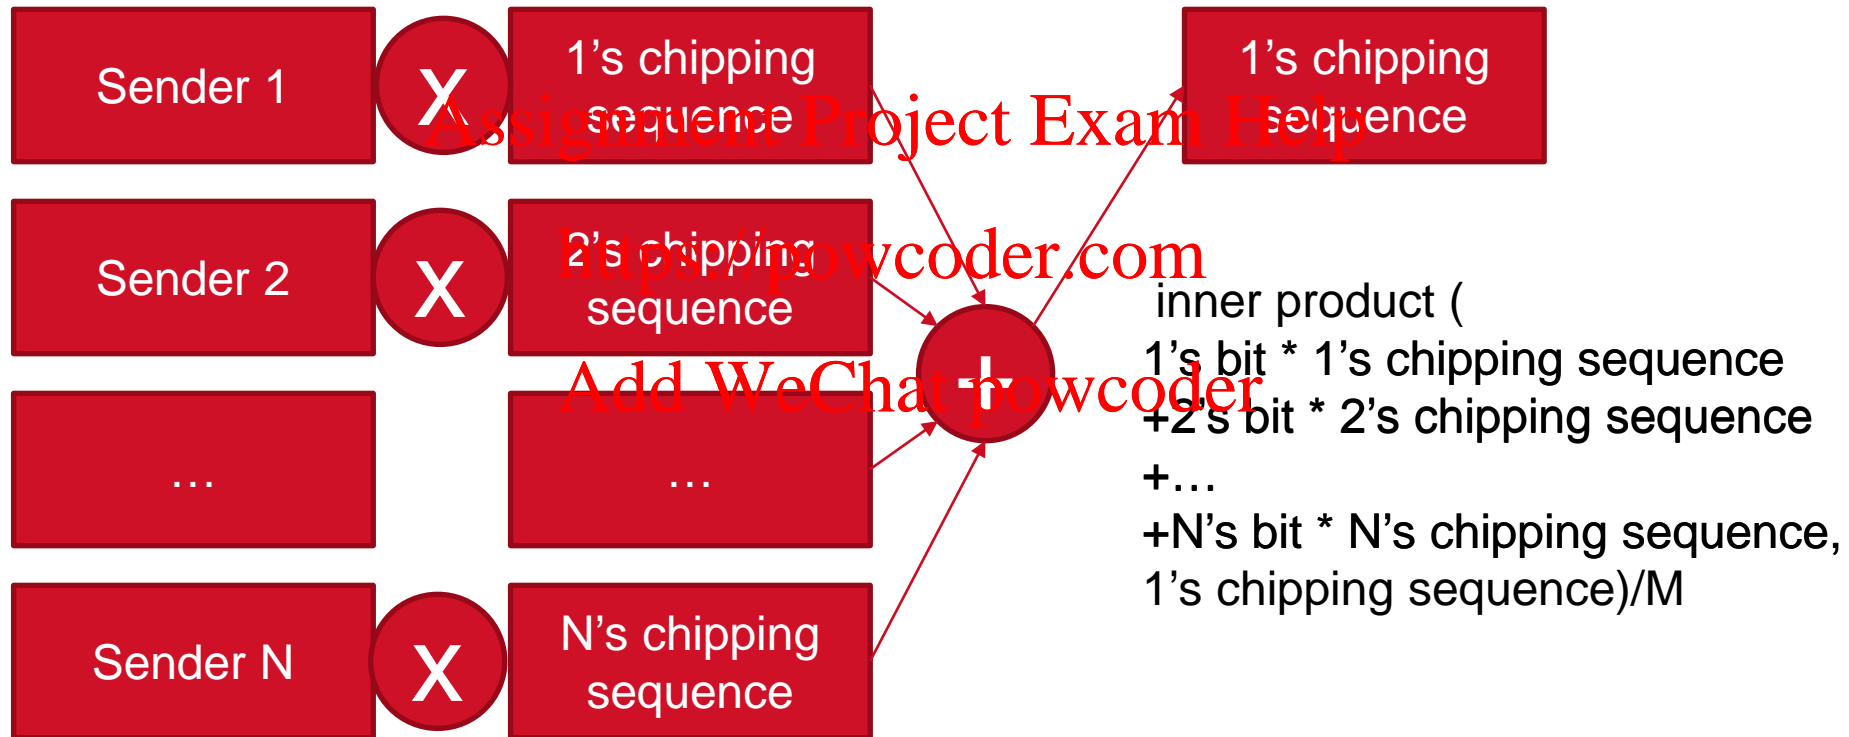 Sender 1
x
1’s chipping
sequence
1’s chipping
sequence
Assignment Project Exam Help
Sender 2
x
2’s chipping
sequence
https://powcoder.com
+
inner product (
1’s bit * 1’s chipping sequence
+2’s bit * 2’s chipping sequence
+…
+N’s bit * N’s chipping sequence,
1’s chipping sequence)/M
Add WeChat powcoder
…
…
Sender N
x
N’s chipping
sequence